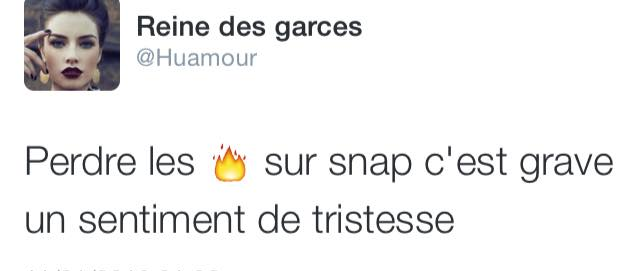 Reine des garces
@Huamour
Perdre les 🔥 sur snap c'est grave
un sentiment de tristesse